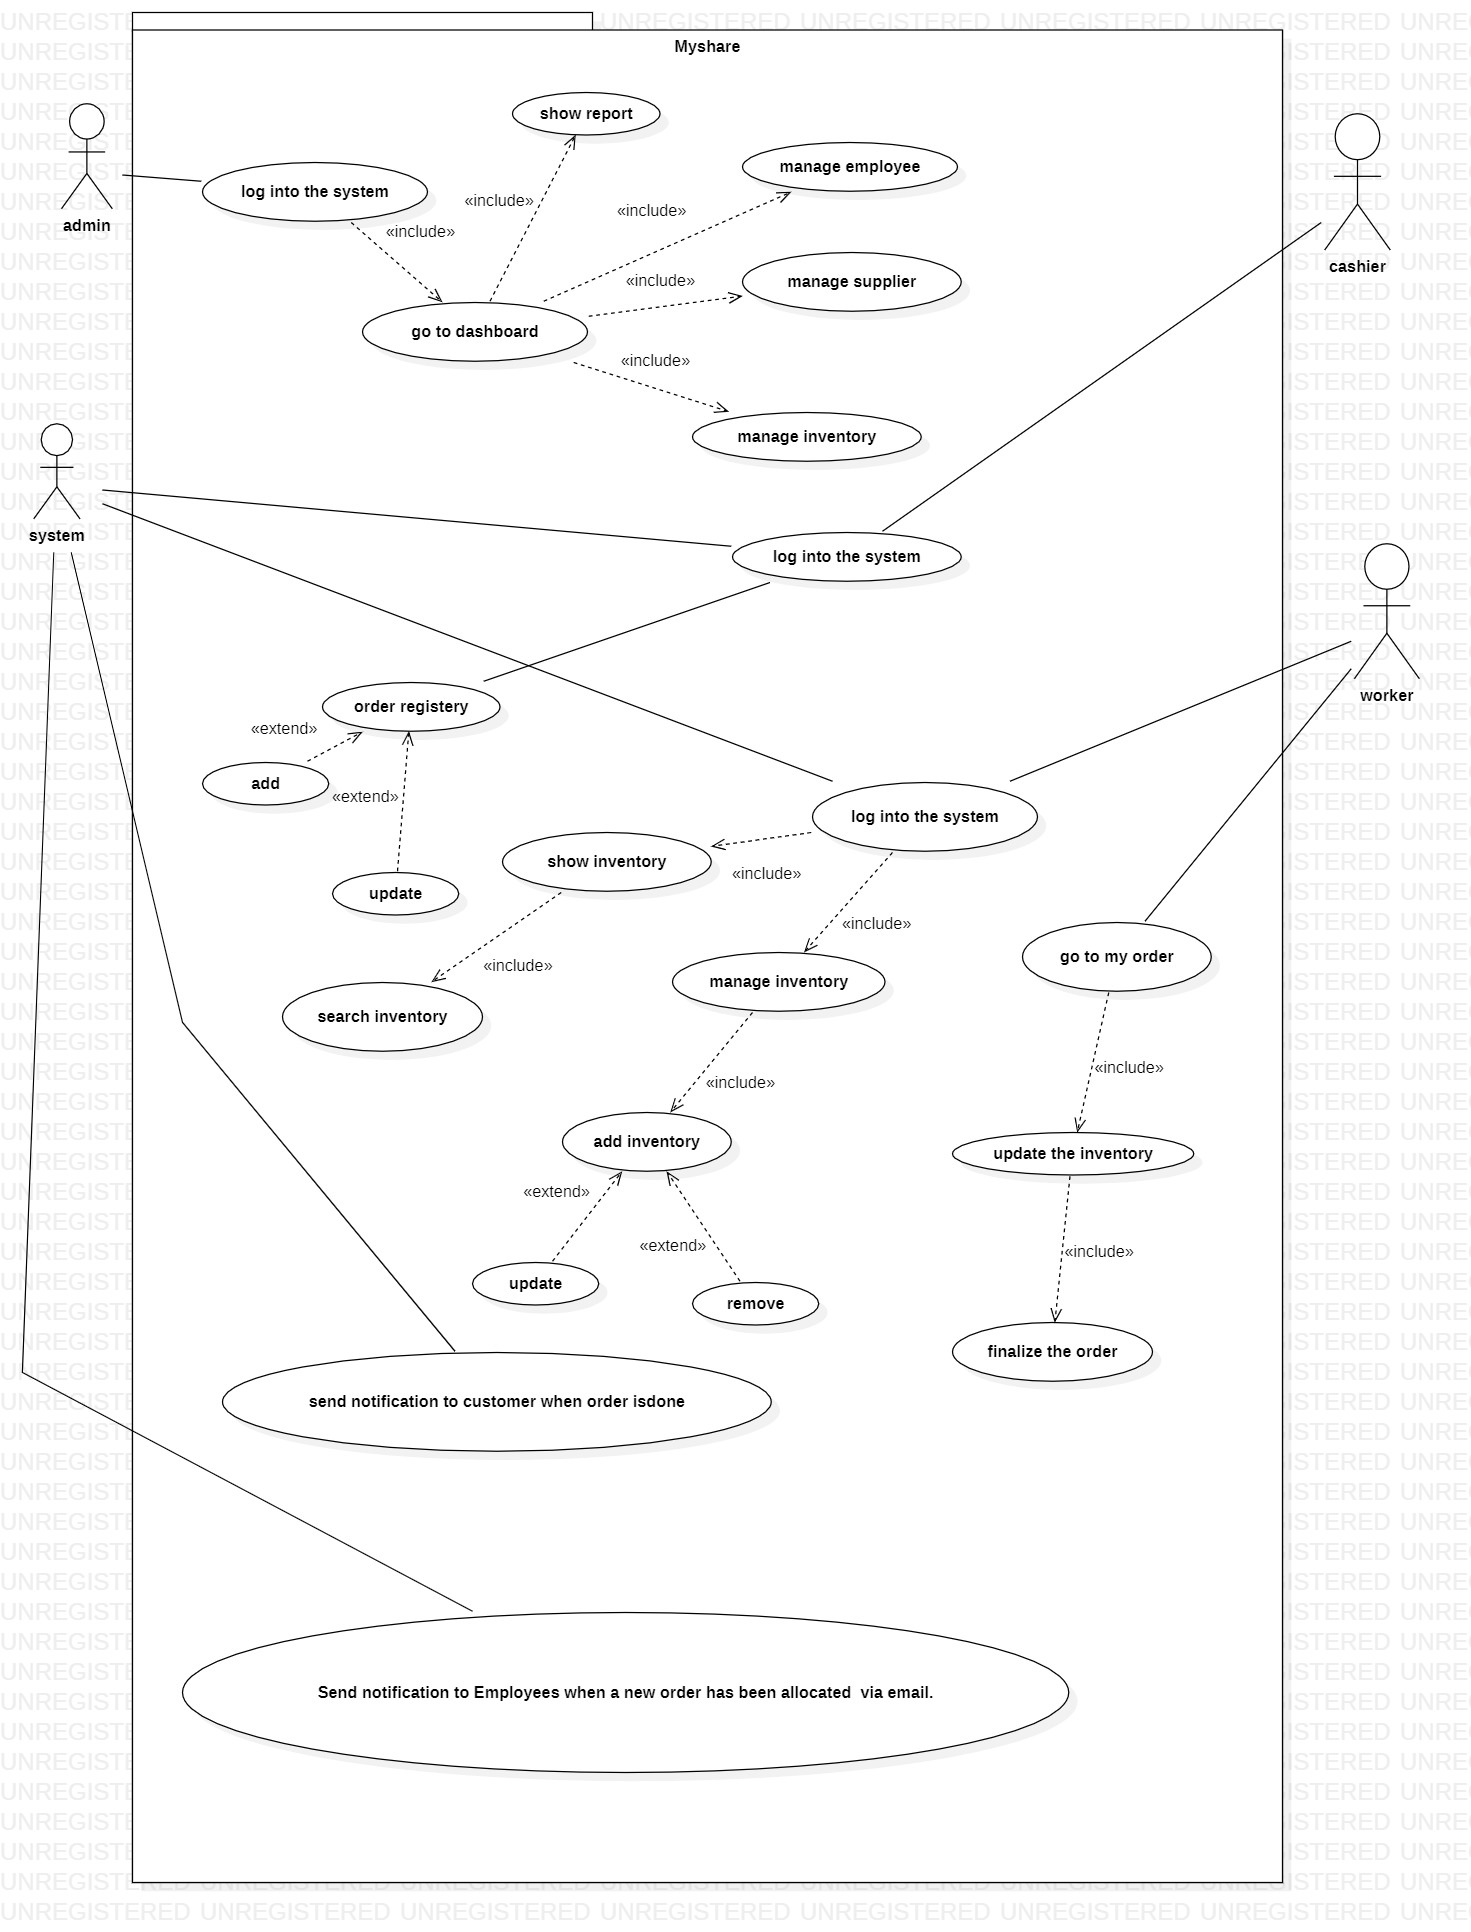 Myshare
show report
manage employee
log into the system
admin
«include»
«include»
«include»
cashier
«include»
manage supplier
go to dashboard
«include»
manage inventory
system
log into the system
worker
order registery
«extend»
add
«extend»
log into the system
show inventory
«include»
update
«include»
go to my order
«include»
manage inventory
search inventory
«include»
«include»
add inventory
update the inventory
«extend»
«extend»
«include»
update
remove
finalize the order
send notification to customer when order isdone
Send notification to Employees when a new order has been allocated  via email.
UNREGISTERED